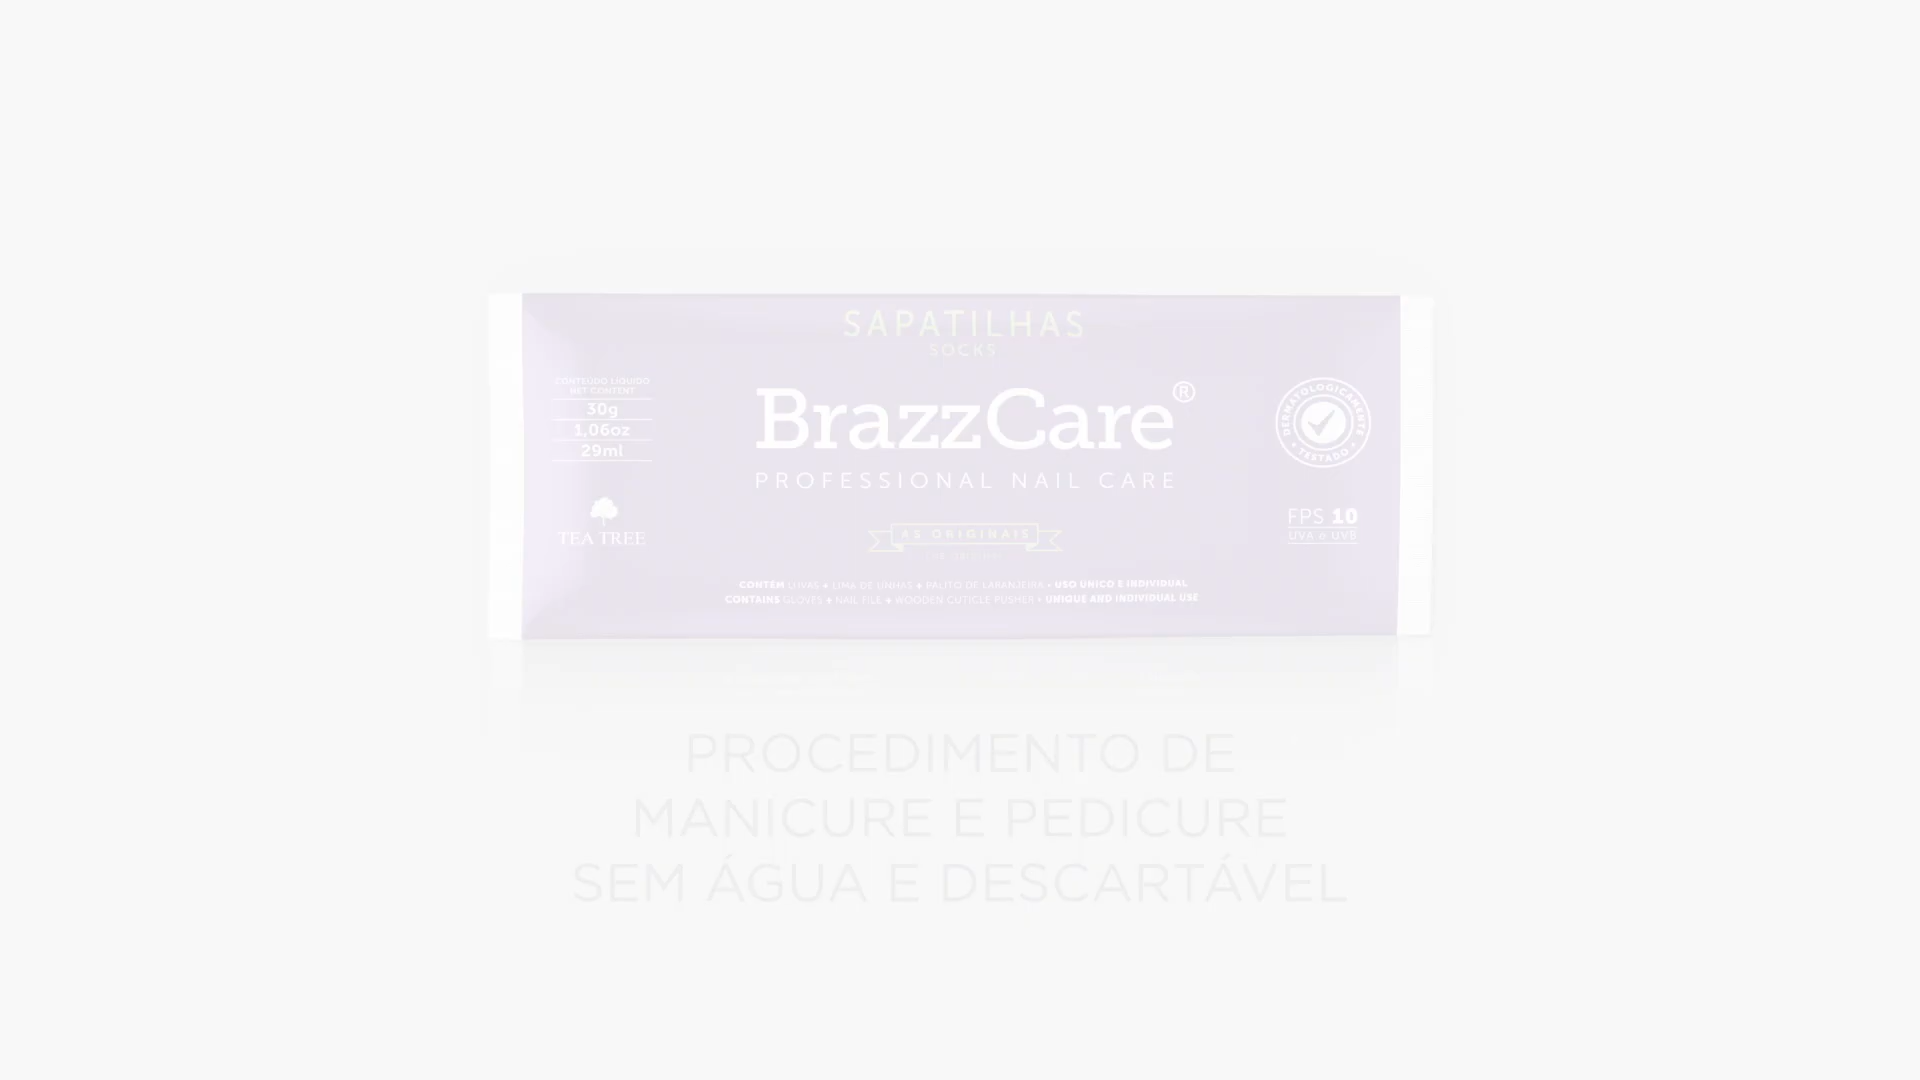 SAPATILHAS
SOCKS
CONTEÚDO LÍQUIDO
NET CONTENT
30g
1,06oz
29ml
TEA TREE
BrazzCare®
PROFESSIONAL NAIL CARE
AS ORIGINAIS
CONTÉM LUVAS + LIMA DE UNHAS + PALITO DE LARANJEIRA • USO ÚNICO E INDIVIDUAL
CONTAINS GLOVES + NAIL FILE + WOODEN CUTICLE PUSHER • UNIQUE AND INDIVIDUAL USE
DERMATOLOGICAMENTE
• TESTADO •
FPS 10
UVA e UVB
PROCEDIMENTO DE
MANICURE E PEDICURE
SEM ÁGUA E DESCARTÁVEL